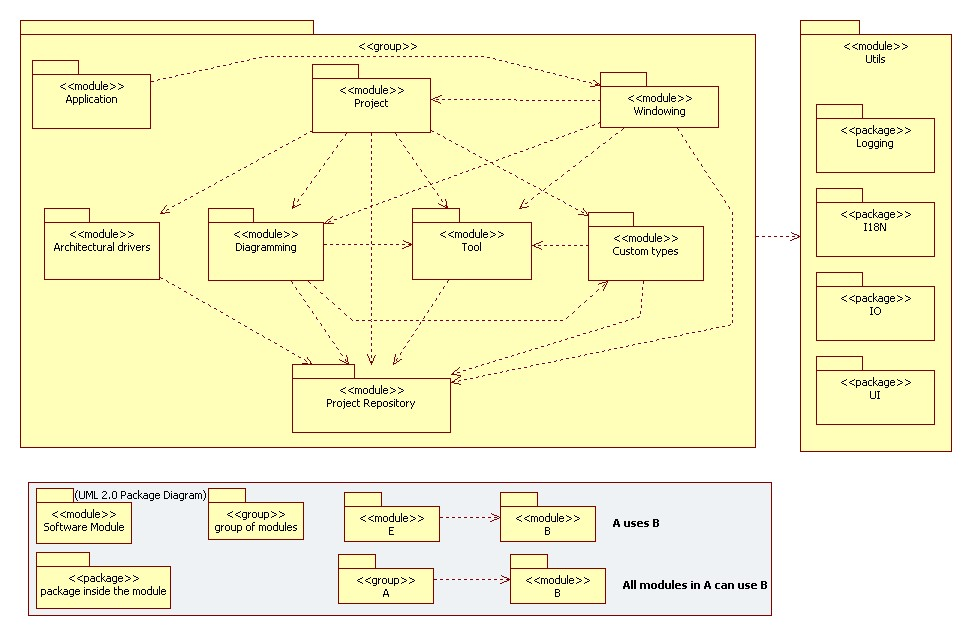 <<group>>
<<module>>
Application
<<module>>
Project
<<module>>
Windowing
<<module>>
Architectural drivers
<<module>>
Diagramming
<<module>>
Tool
<<module>>
Custom types
<<module>>
Project Repository
<<module>>
Utils
<<package>>
Logging
<<package>>
I18N
<<package>>
IO
<<package>>
UI
(UML 2.0 Package Diagram)
<<module>>
Software Module
<<group>>
group of modules
<<module>>
E
<<module>>
B
A uses B
<<package>>
package inside the module
<<group>>
A
<<module>>
B
All modules in A can use B